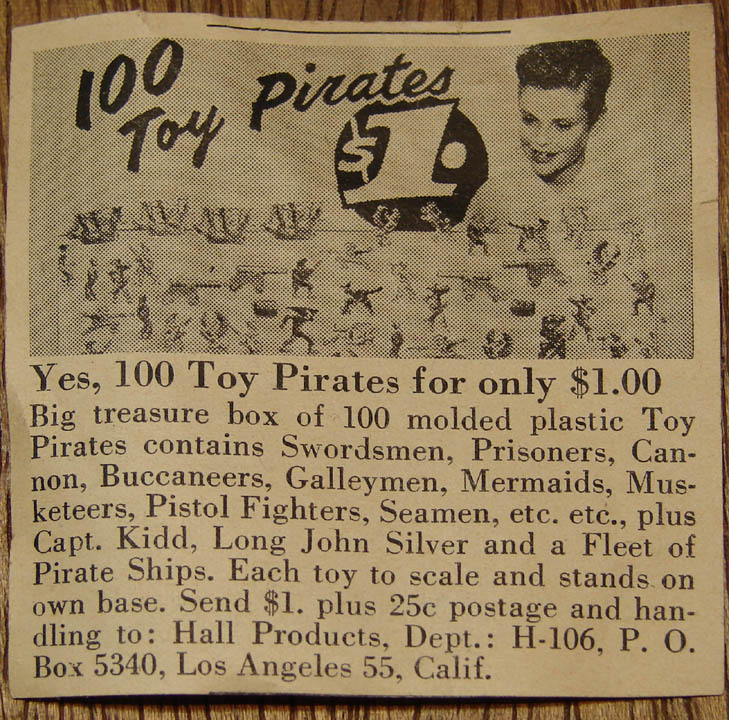 100
Toy
Pirates
$1
Yes, 100 Toy Pirates for only $1.00
Big treasure box of 100 molded plastic Toy
Pirates contains Swordsmen, Prisoners, Can-
non, Buccaneers, Galleymen, Mermaids, Mus-
keteers, Pistol Fighters, Seamen, etc. etc., plus
Capt. Kidd, Long John Silver and a Fleet of
Pirate Ships. Each toy to scale and stands on
own base. Send $1. plus 25c postage and han-
dling to: Hall Products, Dept.: H-106, P. O.
Box 5340, Los Angeles 55, Calif.